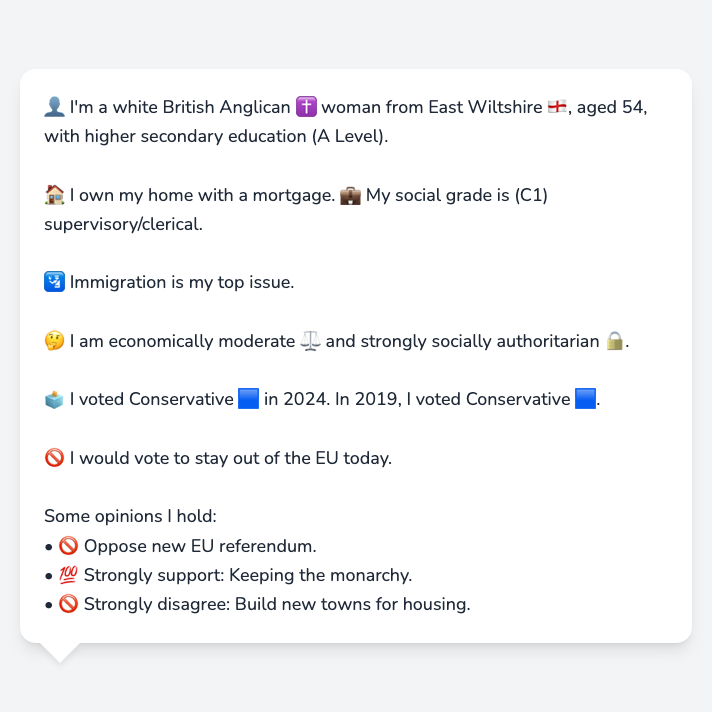 👤 I'm a white British Anglican ✝️ woman from East Wiltshire 🏴󠁧󠁢󠁥󠁮󠁧󠁿, aged 54,
with higher secondary education (A Level).
🏠 I own my home with a mortgage. 💼 My social grade is (C1)
supervisory/clerical.
🛂 Immigration is my top issue.
🤔 I am economically moderate ⚖️ and strongly socially authoritarian 🔒.
🗳️ I voted Conservative 🟦 in 2024. In 2019, I voted Conservative 🟦.
🚫 I would vote to stay out of the EU today.
Some opinions I hold:
• 🚫 Oppose new EU referendum.
• 💯 Strongly support: Keeping the monarchy.
• 🚫 Strongly disagree: Build new towns for housing.